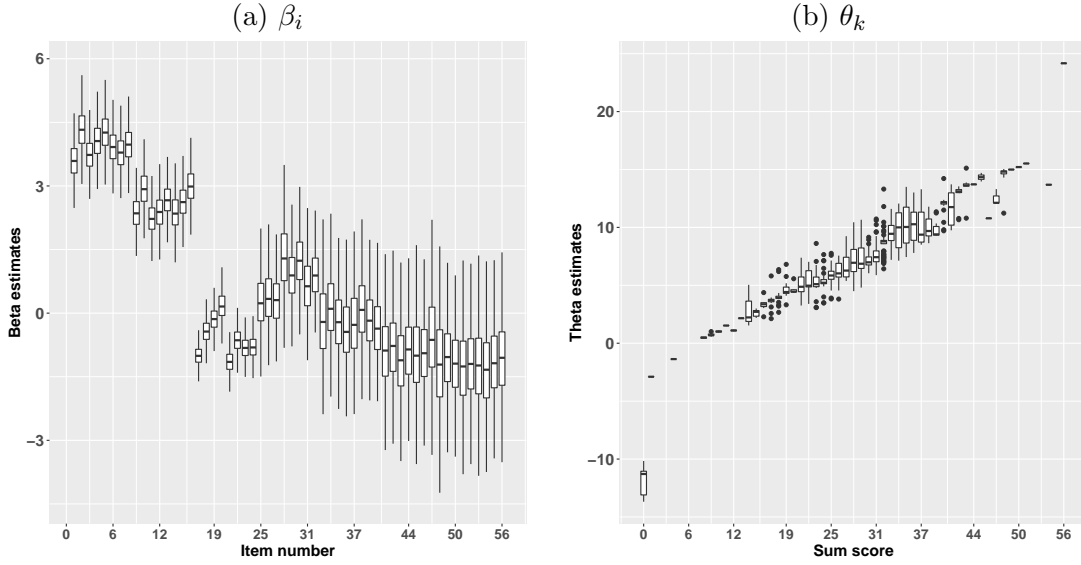 (a) βi
6
3
0
−3
Beta estimates
0 6 12 19 25 31 37 44 50 56
Item number
(b) θk
20
10
0
−10
Theta estimates
0 6 12 19 25 31 37 44 50 56
Sum score